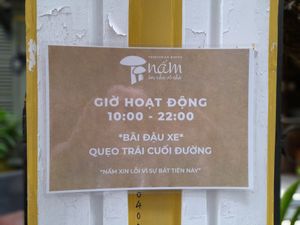 nấm
GIỜ HOẠT ĐỘNG
10:00 - 22:00
*BÃI ĐẬU XE*
QUẸO TRÁI CUỐI ĐƯỜNG
"NẤM XIN LỖI VÌ SỰ BẤT TIỆN NÀY"